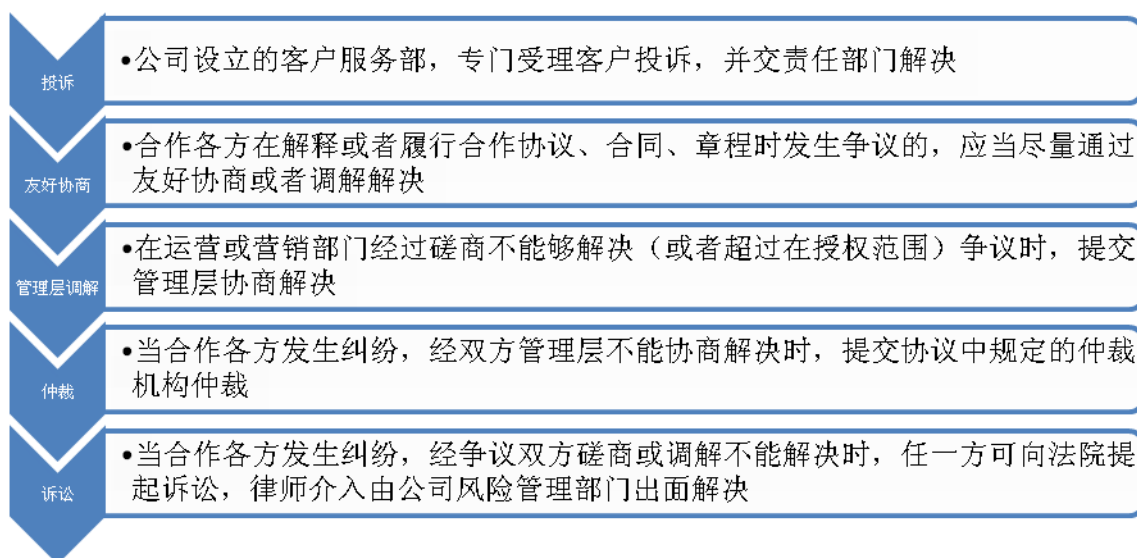 投诉
•公司设立的客户服务部，专门受理客户投诉，并交责任部门解决
友好协商
•合作各方在解释或者履行合作协议、合同、章程时发生争议的，应当尽量通过
友好协商或者调解解决
管理层调解
•在运营或营销部门经过磋商不能够解决（或者超过在授权范围）争议时，提交
管理层协商解决
仲裁
•当合作各方发生纠纷，经双方管理层不能协商解决时，提交协议中规定的仲裁
机构仲裁
诉讼
•当合作各方发生纠纷，经争议双方磋商或调解不能解决时，任一方可向法院提
起诉讼，律师介入由公司风险管理部门出面解决